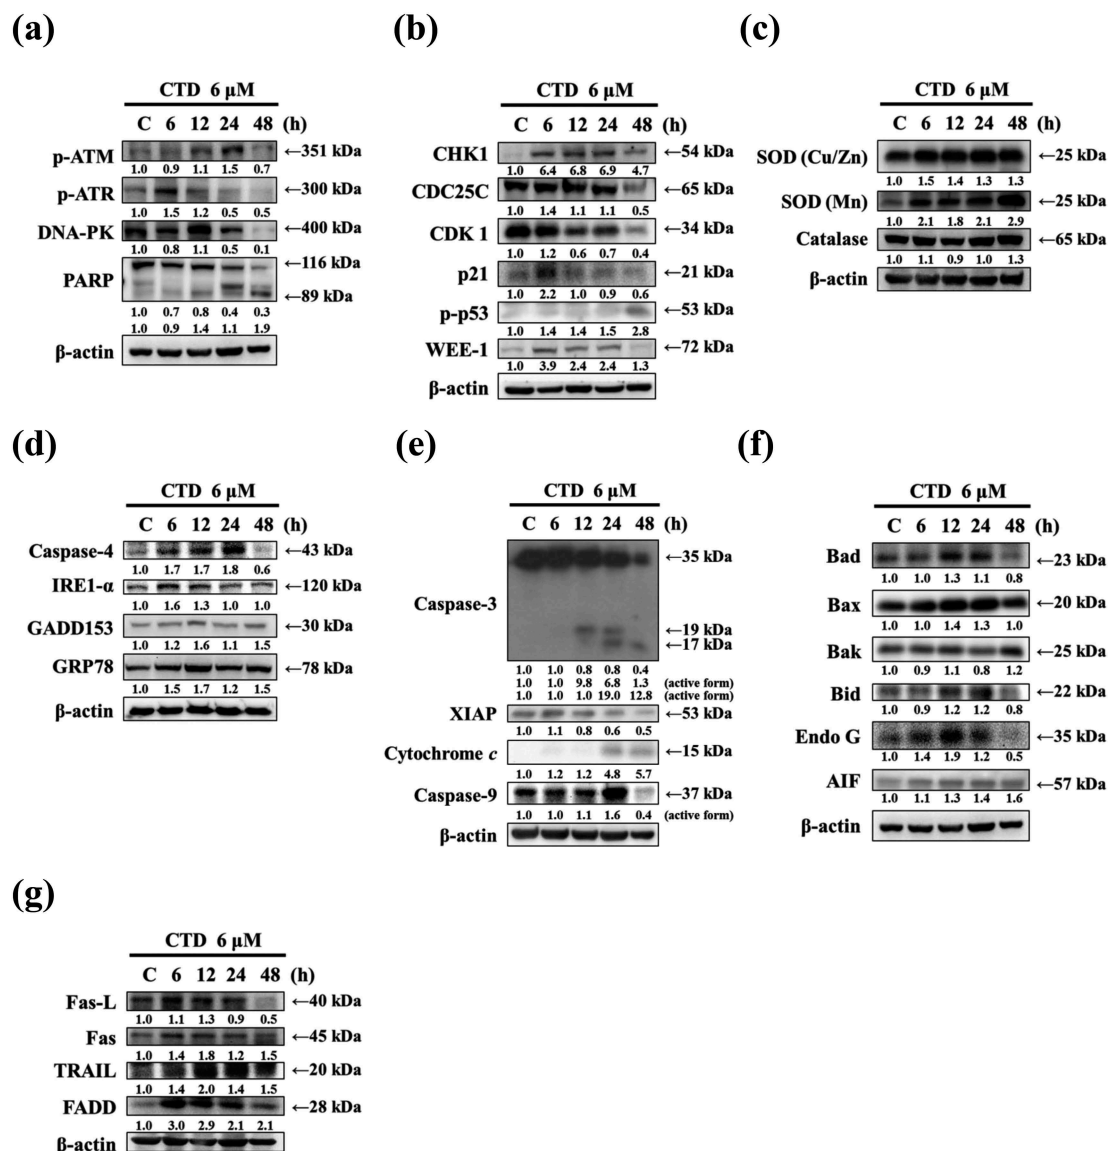 (a)
CTD 6 μM
C 6 12 24 48 (h)
p-ATM ←351 kDa
1.0 0.9 1.1 1.5 0.7
p-ATR ←300 kDa
1.0 1.5 1.2 0.5 0.5
DNA-PK ←400 kDa
1.0 0.8 1.1 0.5 0.1
←116 kDa
PARP
←89 kDa
1.0 0.7 0.8 0.4 0.3
1.0 0.9 1.4 1.1 1.9
β-actin
(b)
CTD 6 μM
C 6 12 24 48 (h)
CHK1 ←54 kDa
1.0 6.4 6.8 6.9 4.7
CDC25C ←65 kDa
1.0 1.4 1.1 1.1 0.5
CDK 1 ←34 kDa
1.0 1.2 0.6 0.7 0.4
p21 ←21 kDa
1.0 2.2 1.0 0.9 0.6
p-p53 ←53 kDa
1.0 1.4 1.4 1.5 2.8
WEE-1 ←72 kDa
1.0 3.9 2.4 2.4 1.3
β-actin
(c)
CTD 6 μM
C 6 12 24 48 (h)
SOD (Cu/Zn) ←25 kDa
1.0 1.5 1.4 1.3 1.3
SOD (Mn) ←25 kDa
1.0 2.1 1.8 2.1 2.9
Catalase ←65 kDa
1.0 1.1 0.9 1.0 1.3
β-actin
(d)
CTD 6 μM
C 6 12 24 48 (h)
Caspase-4 ←43 kDa
1.0 1.7 1.7 1.8 0.6
IRE1-α ←120 kDa
1.0 1.6 1.3 1.0 1.0
GADD153 ←30 kDa
1.0 1.2 1.6 1.1 1.5
GRP78 ←78 kDa
1.0 1.5 1.7 1.2 1.5
β-actin
(e)
CTD 6 μM
C 6 12 24 48 (h)
←35 kDa
Caspase-3
←19 kDa
←17 kDa
1.0 1.0 0.8 0.8 0.4
1.0 1.0 9.8 6.8 1.3 (active form)
1.0 1.0 1.0 19.0 12.8 (active form)
XIAP ←53 kDa
1.0 1.1 0.8 0.6 0.5
Cytochrome c ←15 kDa
1.0 1.2 1.2 4.8 5.7
Caspase-9 ←37 kDa
1.0 1.0 1.1 1.6 0.4 (active form)
β-actin
(f)
CTD 6 μM
C 6 12 24 48 (h)
Bad ←23 kDa
1.0 1.0 1.3 1.1 0.8
Bax ←20 kDa
1.0 1.0 1.4 1.3 1.0
Bak ←25 kDa
1.0 0.9 1.1 0.8 1.2
Bid ←22 kDa
1.0 0.9 1.2 1.2 0.8
Endo G ←35 kDa
1.0 1.4 1.9 1.2 0.5
AIF ←57 kDa
1.0 1.1 1.3 1.4 1.6
β-actin
(g)
CTD 6 μM
C 6 12 24 48 (h)
Fas-L ←40 kDa
1.0 1.1 1.3 0.9 0.5
Fas ←45 kDa
1.0 1.4 1.8 1.2 1.5
TRAIL ←20 kDa
1.0 1.4 2.0 1.4 1.5
FADD ←28 kDa
1.0 3.0 2.9 2.1 2.1
β-actin